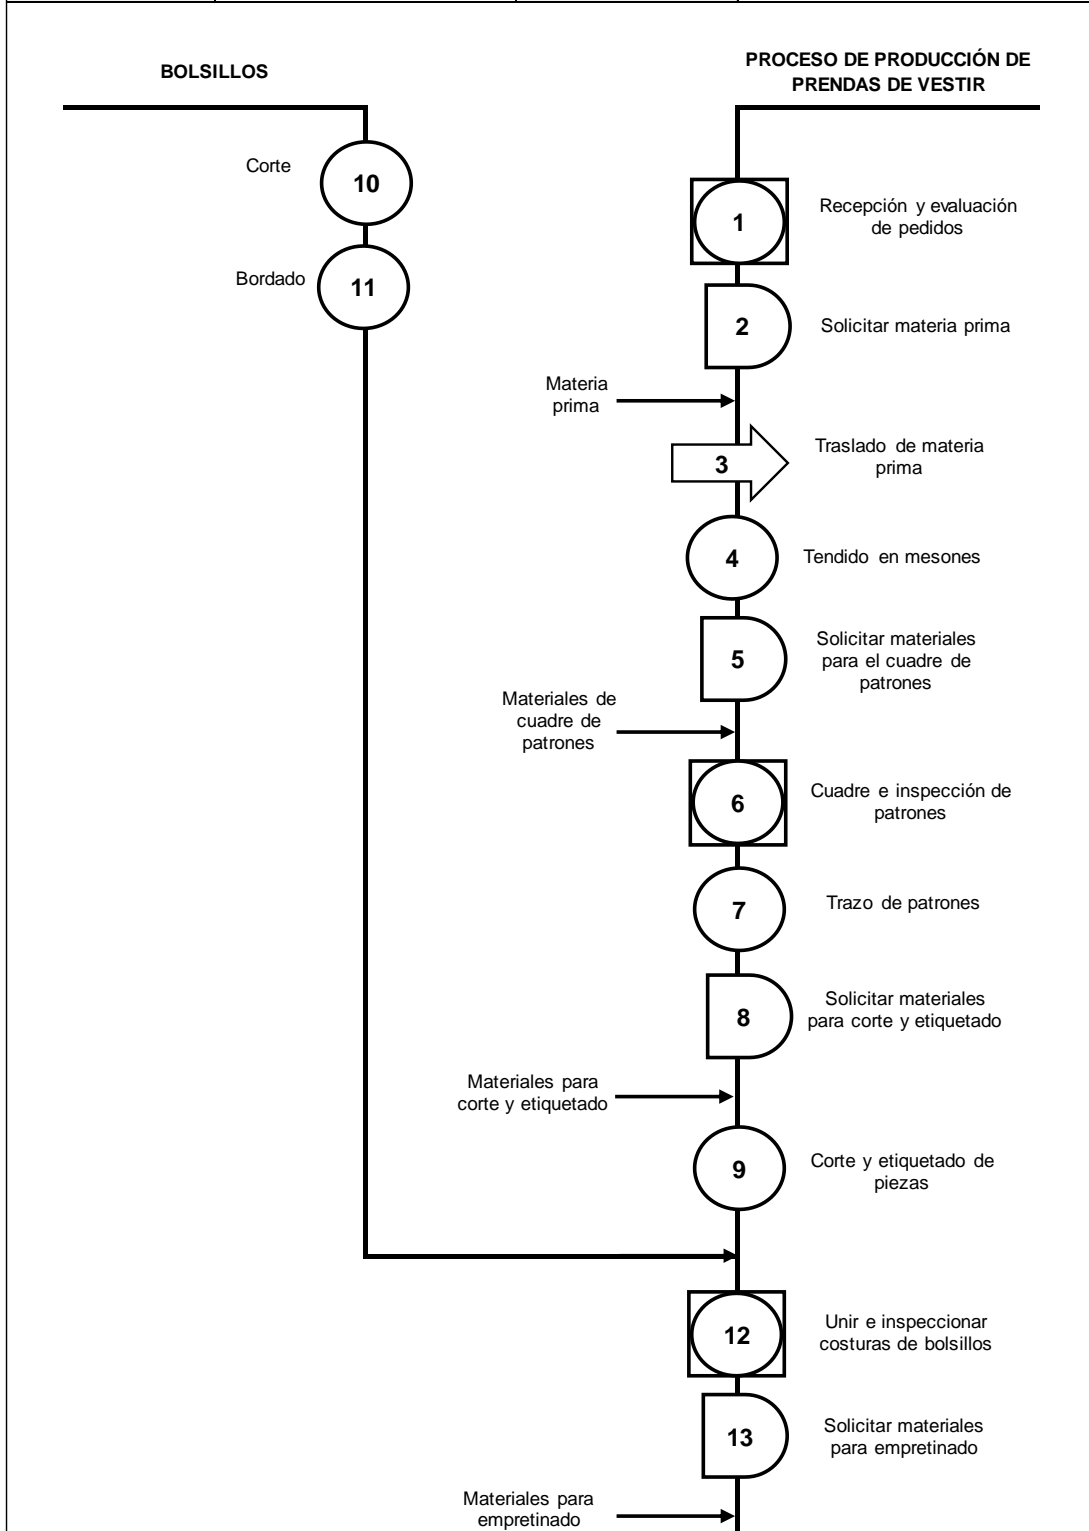 BOLSILLOS
Corte
10
Bordado
11
PROCESO DE PRODUCCIÓN DE
PRENDAS DE VESTIR
1
Recepción y evaluación
de pedidos
2
Solicitar materia prima
Materia
prima
3
Traslado de materia
prima
4
Tendido en mesones
5
Solicitar materiales
para el cuadre de
patrones
Materiales de
cuadre de
patrones
6
Cuadre e inspección de
patrones
7
Trazo de patrones
8
Solicitar materiales
para corte y etiquetado
Materiales para
corte y etiquetado
9
Corte y etiquetado de
piezas
12
Unir e inspeccionar
costuras de bolsillos
13
Solicitar materiales
para empretinado
Materiales para
empretinado